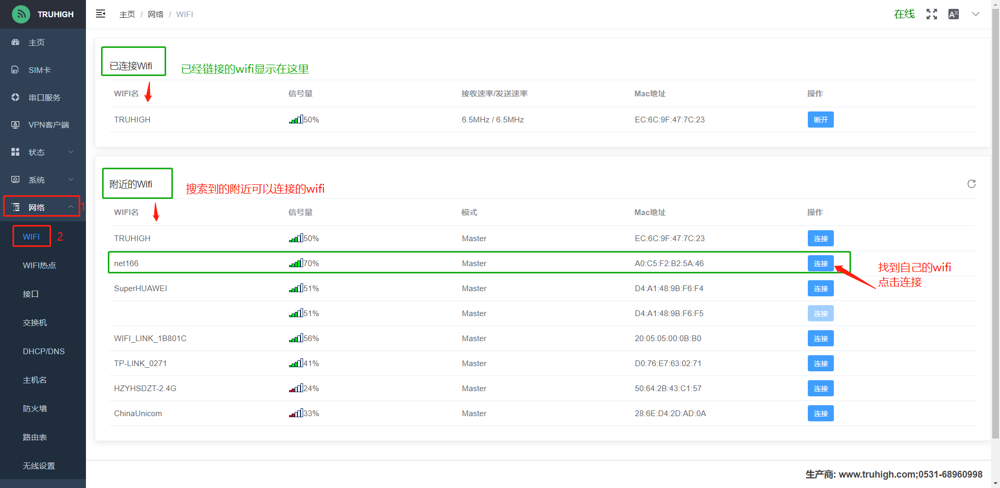 TRUHIGH
主页 / 网络 / WIFI
在线
主页
SIM卡
串口服务
VPN客户端
状态
系统
网络
1
WIFI
2
WIFI热点
接口
交换机
DHCP/DNS
主机名
防火墙
路由表
无线设置
已连接Wifi
已经链接的wifi显示在这里
WIFI名 信号量 接收速率/发送速率 Mac地址 操作
TRUHIGH 50% 6.5MHz / 6.5MHz EC:6C:9F:47:7C:23 断开
附近的Wifi
搜索到的附近可以连接的wifi
WIFI名 信号量 模式 Mac地址 操作
TRUHIGH 50% Master EC:6C:9F:47:7C:23 连接
net166 70% Master A0:C5:F2:B2:5A:46 连接
找到自己的wifi
点击连接
SuperHUAWEI 51% Master D4:A1:48:9B:F6:F4 连接
51% Master D4:A1:48:9B:F6:F5 连接
WIFI_LINK_1B801C 56% Master 20:05:05:00:0B:B0 连接
TP-LINK_0271 41% Master D0:76:E7:63:02:71 连接
HZYHSDZT-2.4G 24% Master 50:64:2B:43:C1:57 连接
ChinaUnicom 33% Master 28:6E:D4:2D:AD:0A 连接
生产商: www.truhigh.com;0531-68960998